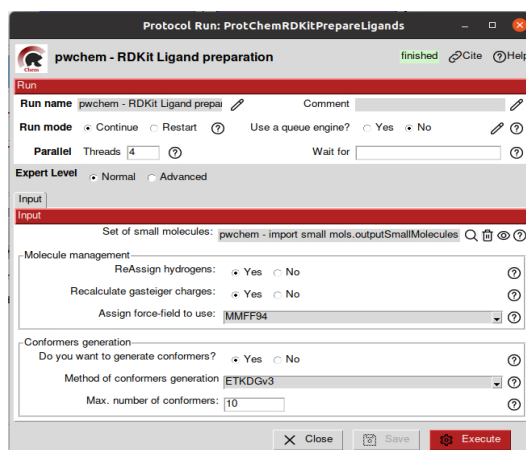 Protocol Run: ProtChemRDKitPrepareLigands
Chem
pwchem - RDKit Ligand preparation finished Cite Help
Run
Run name pwchem - RDKit Ligand prepar Comment
Run mode Continue Restart Use a queue engine? Yes No
Parallel Threads 4 Wait for
Expert Level Normal Advanced
Input
Input
Set of small molecules: pwchem - import small mols.outputSmallMolecules
Molecule management
ReAssign hydrogens: Yes No
Recalculate gasteiger charges: Yes No
Assign force-field to use: MMFF94
Conformers generation
Do you want to generate conformers? Yes No
Method of conformers generation ETKDGv3
Max. number of conformers: 10
Close Save Execute